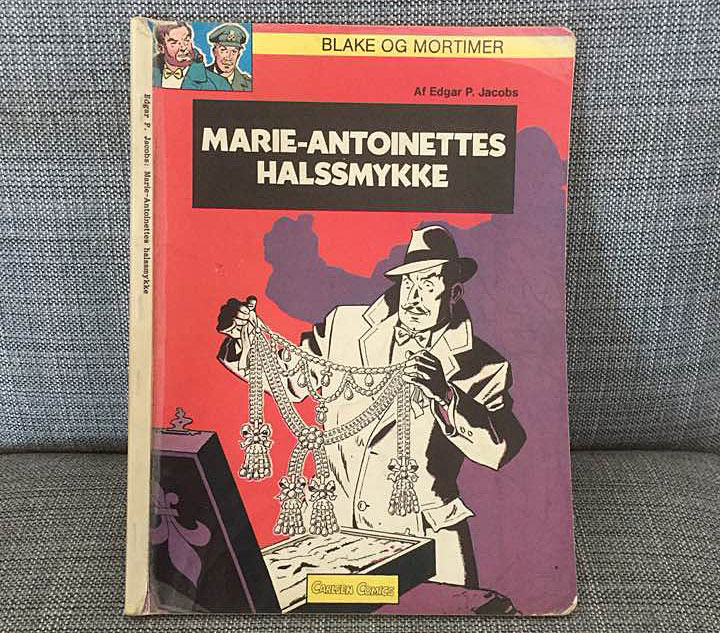 BLAKE OG MORTIMER
Af Edgar P. Jacobs
MARIE-ANTOINETTES
HALSSMYKKE
Edgar P. Jacobs: Marie-Antoinettes halssmykke
CARLSEN COMICS